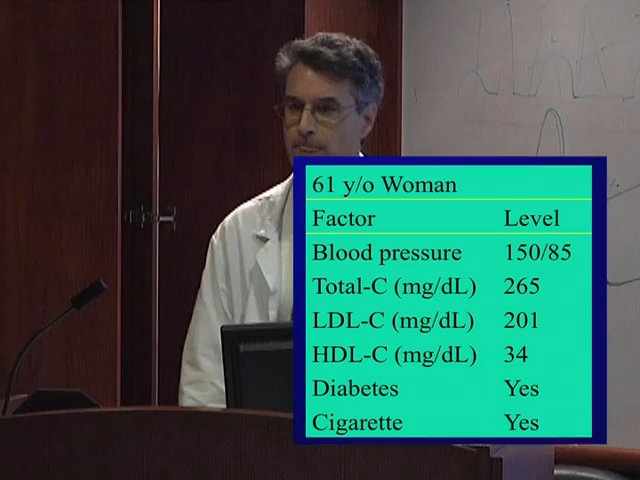 61 y/o Woman
Factor Level
Blood pressure 150/85
Total-C (mg/dL) 265
LDL-C (mg/dL) 201
HDL-C (mg/dL) 34
Diabetes Yes
Cigarette Yes